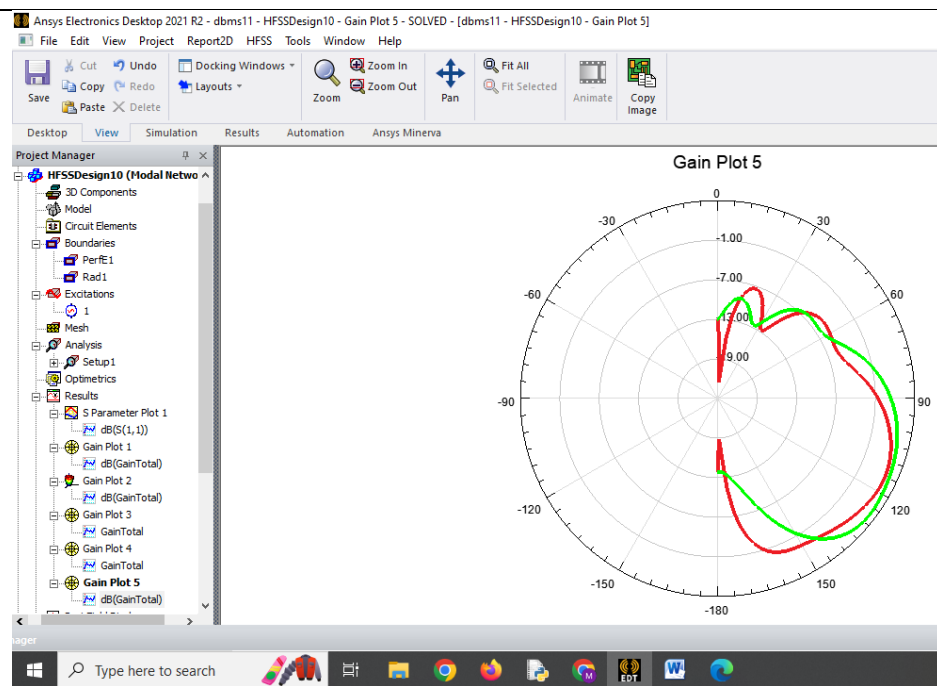 Ansys Electronics Desktop 2021 R2 - dbms11 - HFSSDesign10 - Gain Plot 5 - SOLVED - [dbms11 - HFSSDesign10 - Gain Plot 5]
File Edit View Project Report2D HFSS Tools Window Help
Save
Cut Undo
Copy Redo
Paste Delete
Docking Windows
Layouts
Zoom
Zoom In
Zoom Out
Pan
Fit All
Fit Selected
Animate
Copy Image
Desktop View Simulation Results Automation Ansys Minerva
Project Manager
HFSSDesign10 (Modal Netwo
3D Components
Model
Circuit Elements
Boundaries
PerfE1
Rad1
Excitations
1
Mesh
Analysis
Setup1
Optimetrics
Results
S Parameter Plot 1
dB(S(1,1))
Gain Plot 1
dB(GainTotal)
Gain Plot 2
dB(GainTotal)
Gain Plot 3
GainTotal
Gain Plot 4
GainTotal
Gain Plot 5
dB(GainTotal)
Gain Plot 5
0
-30 30
-1.00
-7.00
-60 60
-13.00
9.00
-90 90
-120 120
-150 150
-180
nager
Type here to search
M
EDT
W